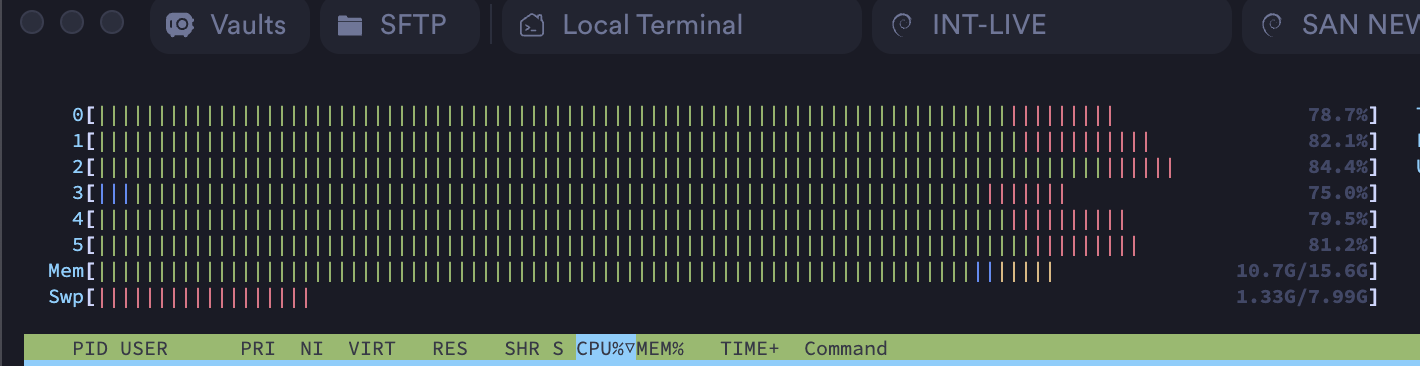 Vaults SFTP Local Terminal INT-LIVE SAN
0[ 78.7%]
1[ 82.1%]
2[ 84.4%]
3[ 75.0%]
4[ 79.5%]
5[ 81.2%]
Mem[ 10.7G/15.6G]
Swp[ 1.33G/7.99G]
PID USER PRI NI VIRT RES SHR S CPU%▽MEM% TIME+ Command